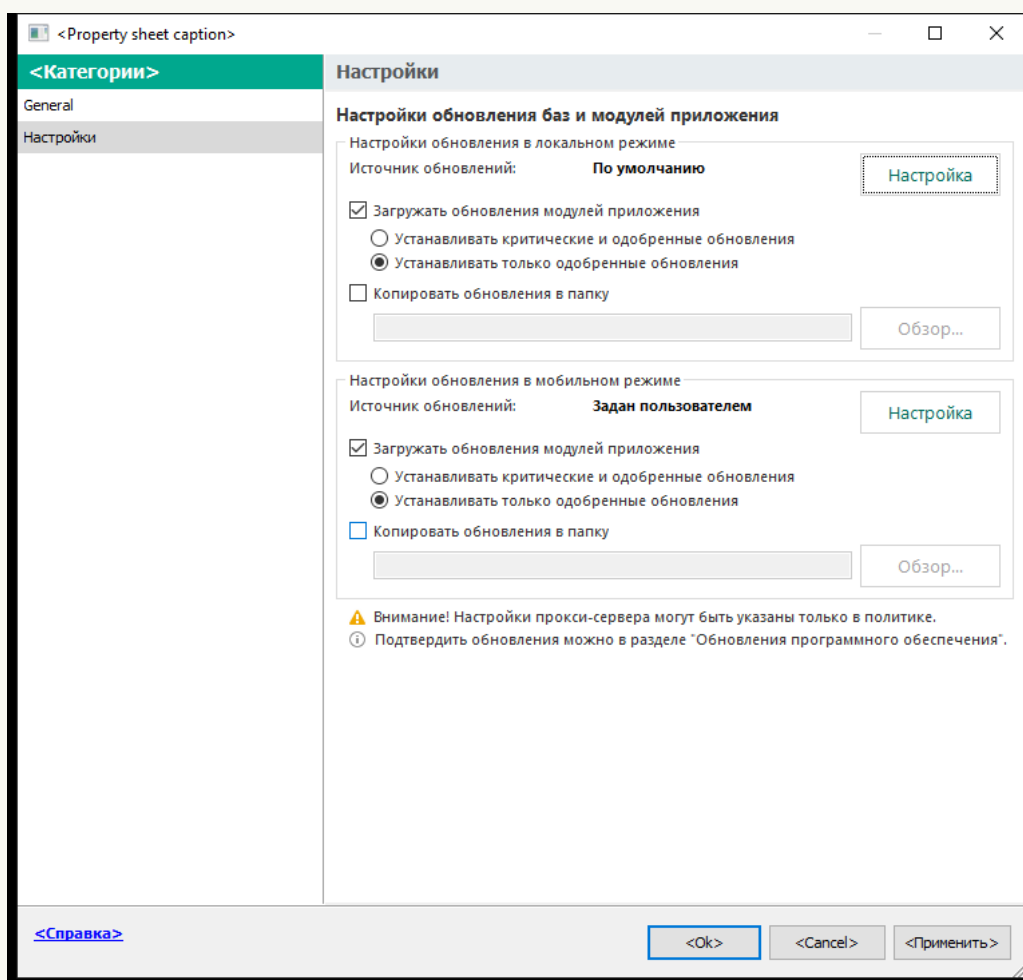 <Property sheet caption>
<Категории>
General
Настройки
Настройки
Настройки обновления баз и модулей приложения
Настройки обновления в локальном режиме
Источник обновлений: По умолчанию
Настройка
Загружать обновления модулей приложения
Устанавливать критические и одобренные обновления
Устанавливать только одобренные обновления
Копировать обновления в папку
Обзор...
Настройки обновления в мобильном режиме
Источник обновлений: Задан пользователем
Настройка
Загружать обновления модулей приложения
Устанавливать критические и одобренные обновления
Устанавливать только одобренные обновления
Копировать обновления в папку
Обзор...
Внимание! Настройки прокси-сервера могут быть указаны только в политике.
Подтвердить обновления можно в разделе "Обновления программного обеспечения".
<Справка>
<Ok> <Cancel> <Применить>